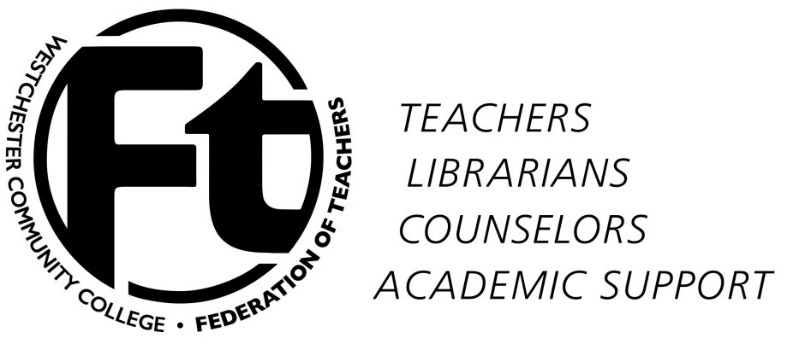 Ft
WESTCHESTER COMMUNITY COLLEGE • FEDERATION OF TEACHERS
TEACHERS
LIBRARIANS
COUNSELORS
ACADEMIC SUPPORT